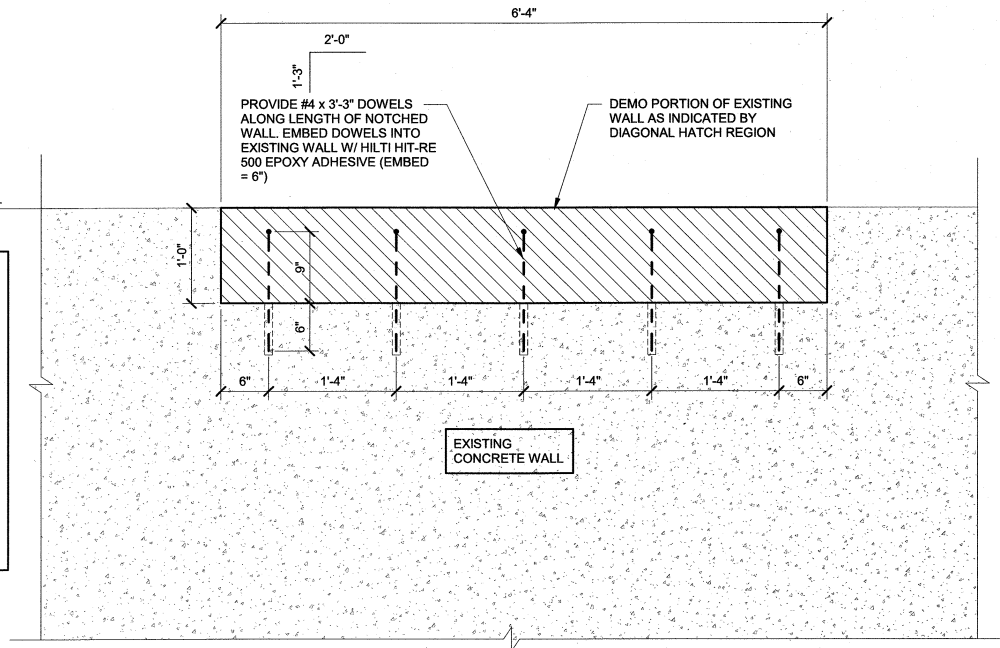 6'-4"
2'-0"
1'-3"
PROVIDE #4 x 3'-3" DOWELS
ALONG LENGTH OF NOTCHED
WALL. EMBED DOWELS INTO
EXISTING WALL W/ HILTI HIT-RE
500 EPOXY ADHESIVE (EMBED
= 6")
DEMO PORTION OF EXISTING
WALL AS INDICATED BY
DIAGONAL HATCH REGION
1'-0"
9"
6"
6" 1'-4" 1'-4" 1'-4" 1'-4" 6"
EXISTING
CONCRETE WALL